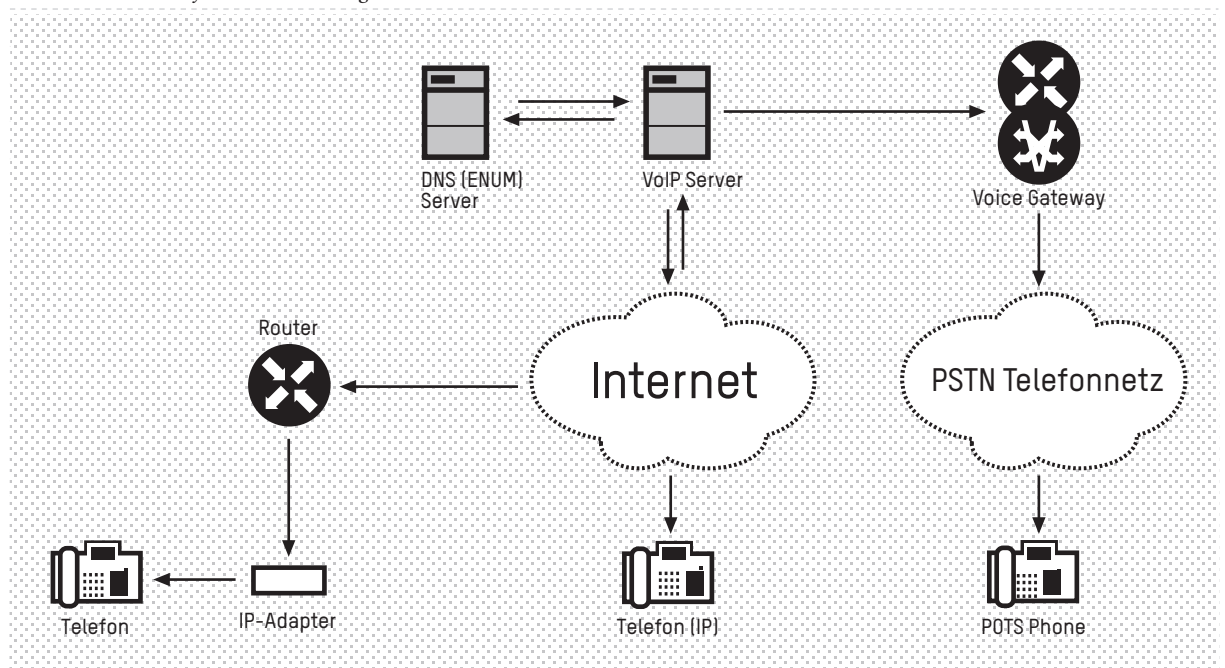 DNS (ENUM)
Server
VoIP Server
Voice Gateway
Router
Internet
PSTN Telefonnetz
Telefon
IP-Adapter
Telefon (IP)
POTS Phone